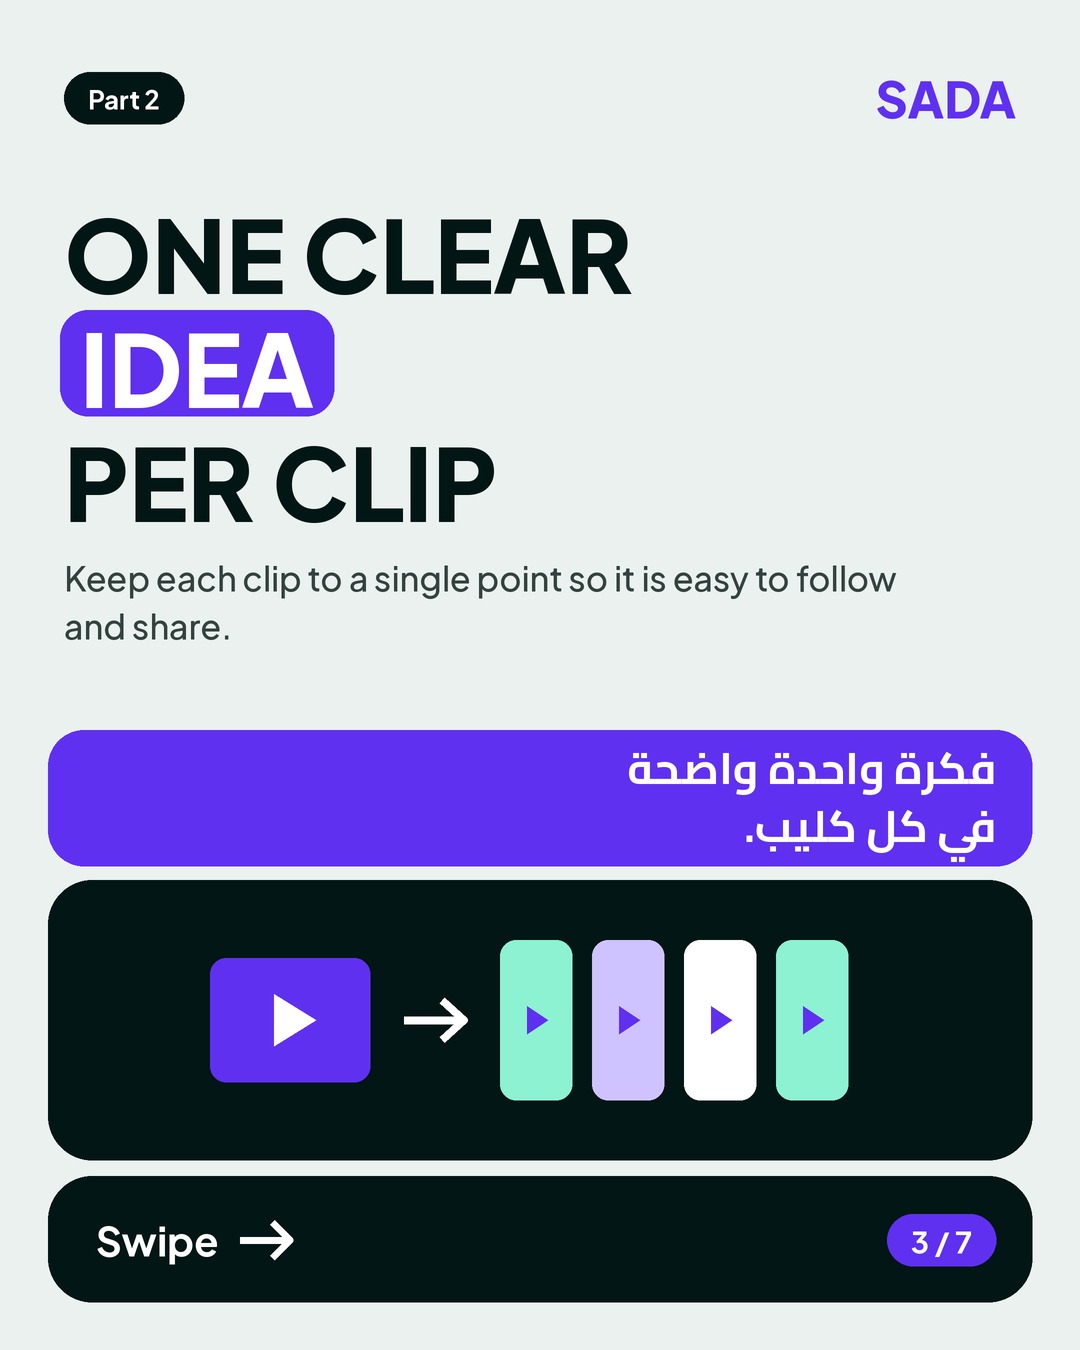 Part 2
SADA
ONE CLEAR
IDEA
PER CLIP
Keep each clip to a single point so it is easy to follow
and share.
فكرة واحدة واضحة
في كل كليب.
Swipe →
3 / 7